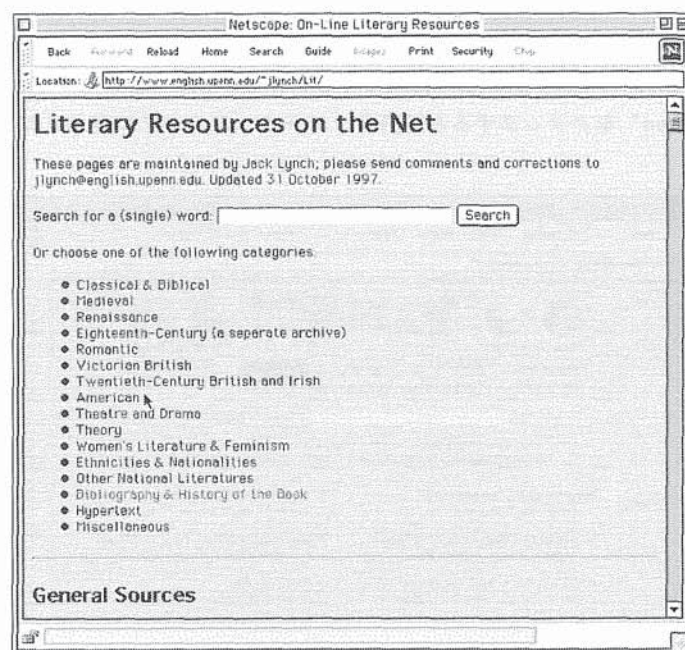 Netscape: On-Line Literary Resources
Back Forward Reload Home Search Guide Images Print Security Stop
Location: http://www.english.upenn.edu/~jlynch/Lit/
Literary Resources on the Net
These pages are maintained by Jack Lynch; please send comments and corrections to
jlynch@english.upenn.edu. Updated 31 October 1997.
Search for a (single) word: Search
Or choose one of the following categories:
Classical & Biblical
Medieval
Renaissance
Eighteenth-Century (a separate archive)
Romantic
Victorian British
Twentieth-Century British and Irish
American
Theatre and Drama
Theory
Women's Literature & Feminism
Ethnicities & Nationalities
Other National Literatures
Bibliography & History of the Book
Hypertext
Miscellaneous
General Sources